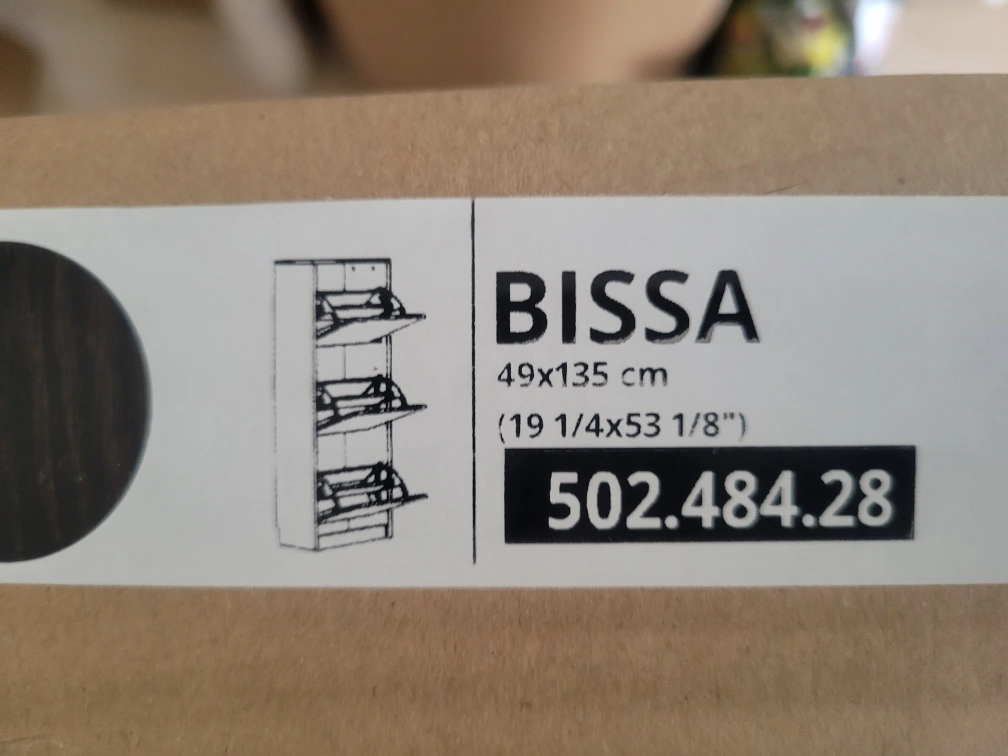 BISSA
49x135 cm
(19 1/4x53 1/8")
502.484.28